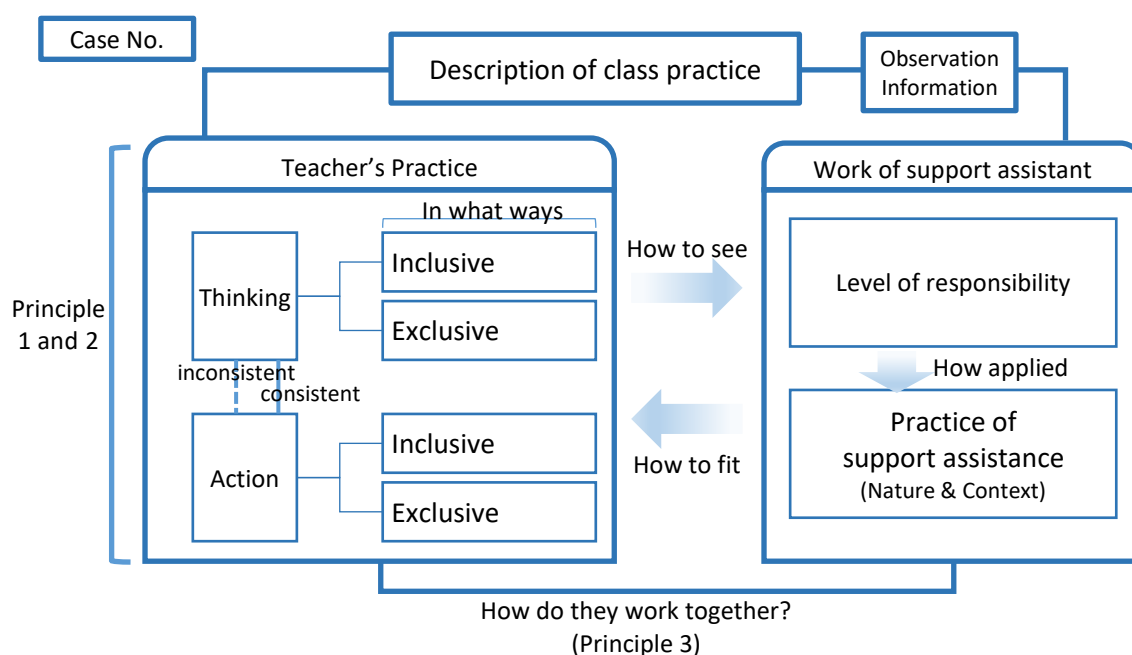 Case No.
Description of class practice
Observation
Information
Teacher’s Practice
Work of support assistant
In what ways
Thinking
Inclusive
Exclusive
How to see
Level of responsibility
Principle
1 and 2
inconsistent
consistent
How applied
Action
Inclusive
Exclusive
How to fit
Practice of
support assistance
(Nature & Context)
How do they work together?
(Principle 3)